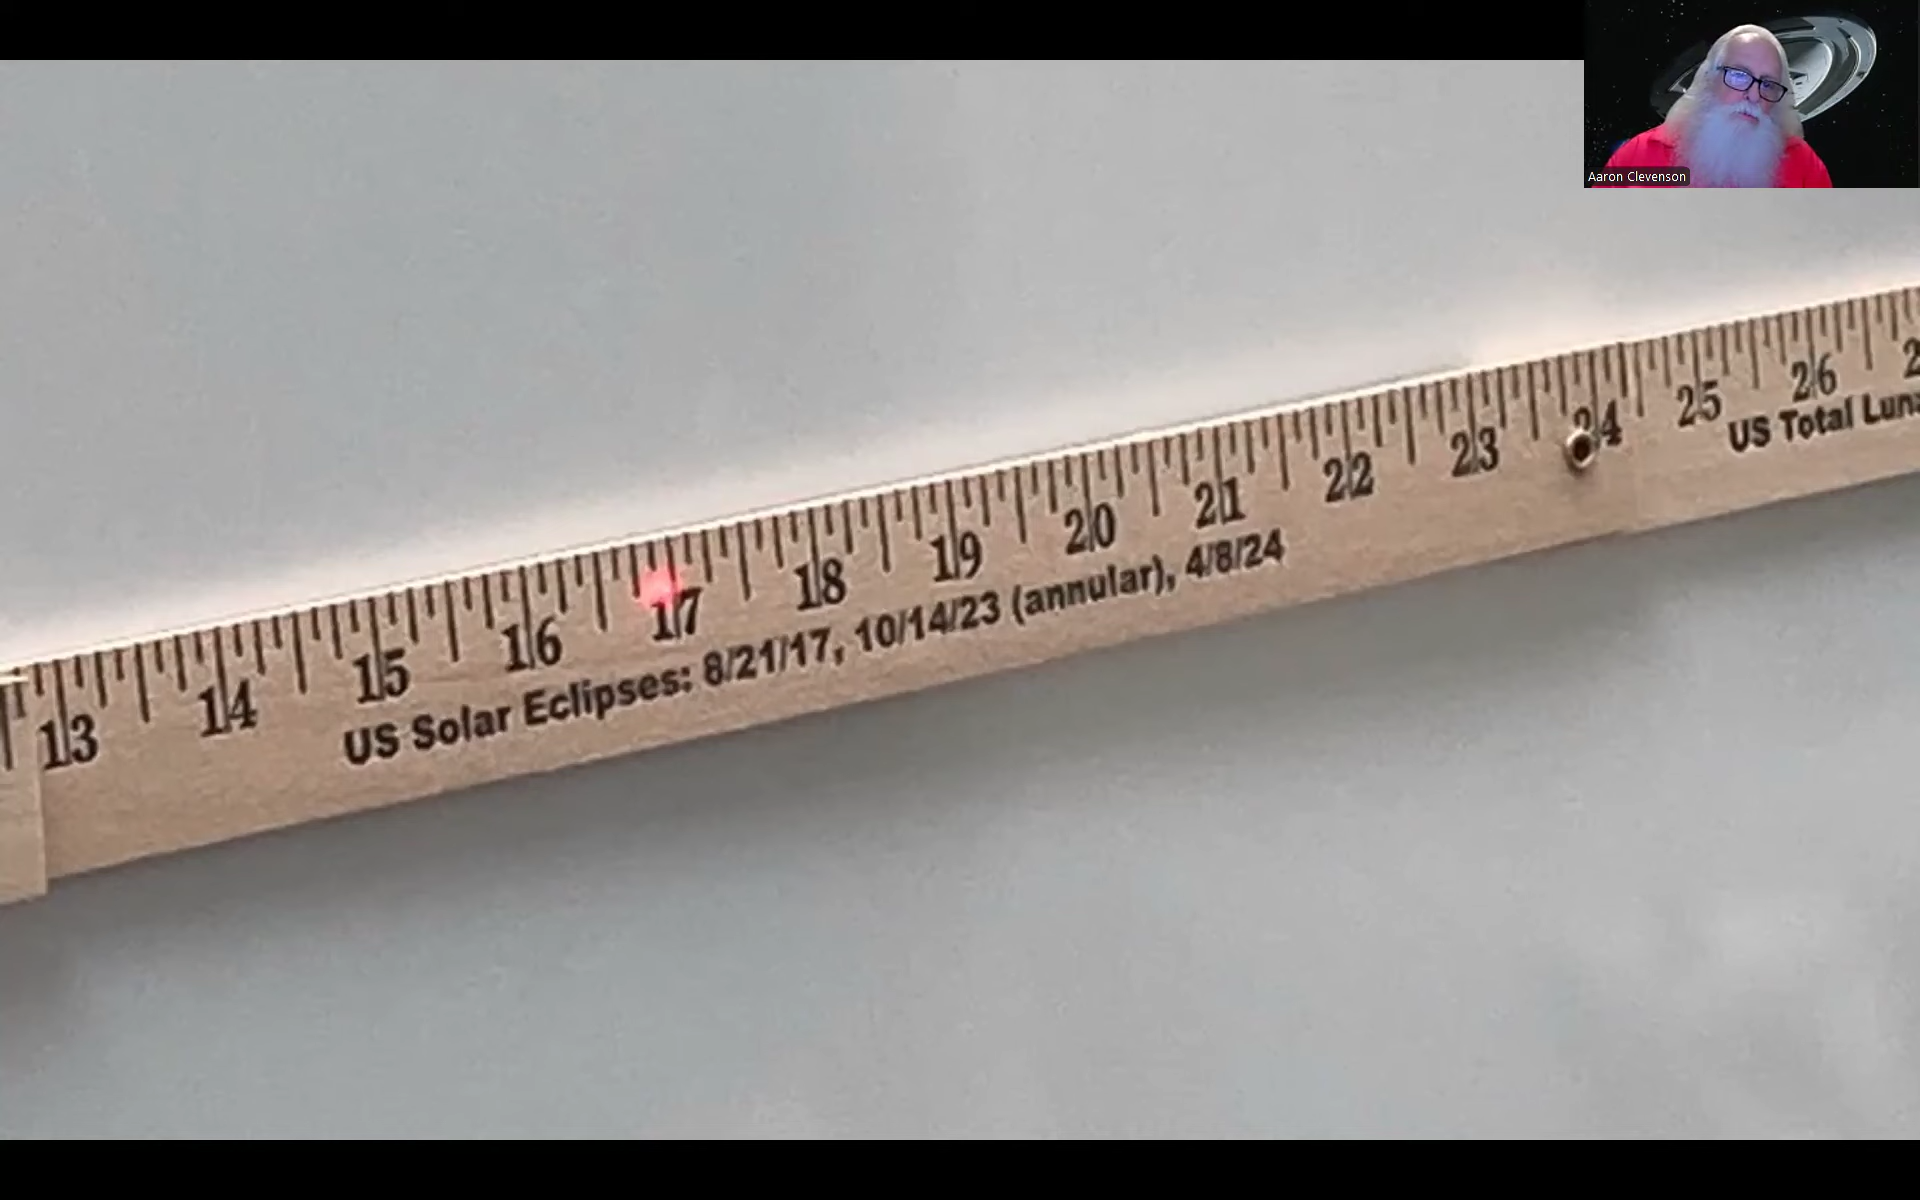 Aaron Clevenson
13 14 15 16 17 18 19 20 21 22 23 24 25 26
US Solar Eclipses: 8/21/17, 10/14/23 (annular), 4/8/24
US Total